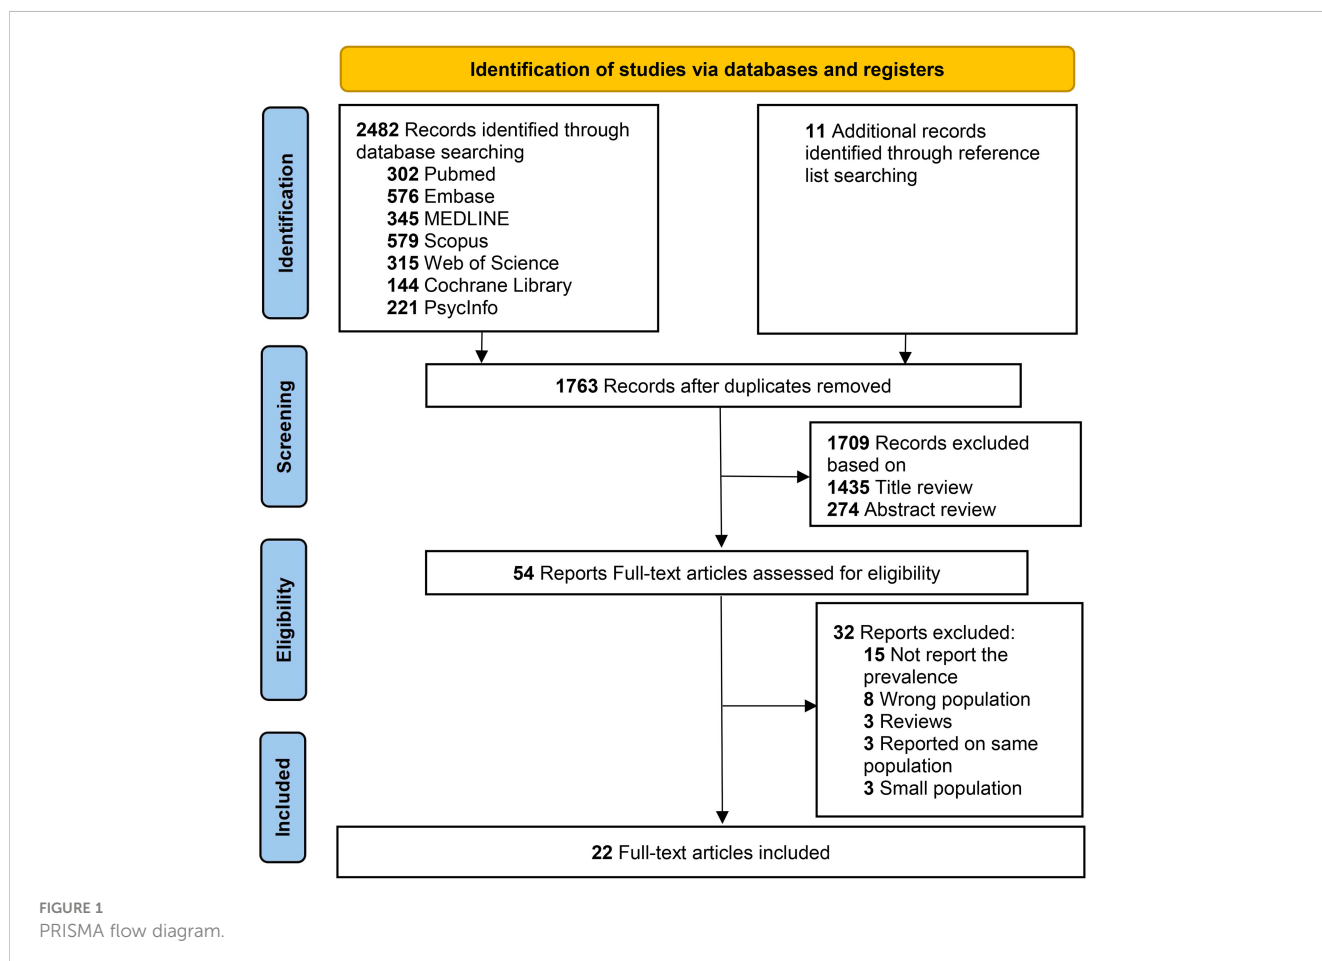 Identification of studies via databases and registers
Identification
2482 Records identified through
database searching
302 Pubmed
576 Embase
345 MEDLINE
579 Scopus
315 Web of Science
144 Cochrane Library
221 PsycInfo
11 Additional records
identified through reference
list searching
Screening
1763 Records after duplicates removed
1709 Records excluded
based on
1435 Title review
274 Abstract review
Eligibility
54 Reports Full-text articles assessed for eligibility
32 Reports excluded:
15 Not report the
prevalence
8 Wrong population
3 Reviews
3 Reported on same
population
3 Small population
Included
22 Full-text articles included
FIGURE 1
PRISMA flow diagram.